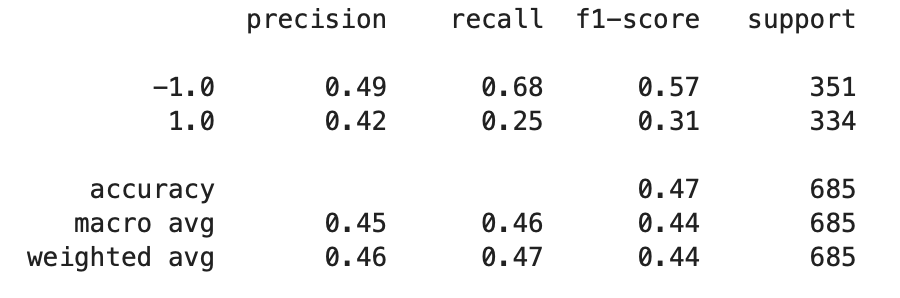 precision recall f1-score support
-1.0 0.49 0.68 0.57 351
1.0 0.42 0.25 0.31 334
accuracy 0.47 685
macro avg 0.45 0.46 0.44 685
weighted avg 0.46 0.47 0.44 685